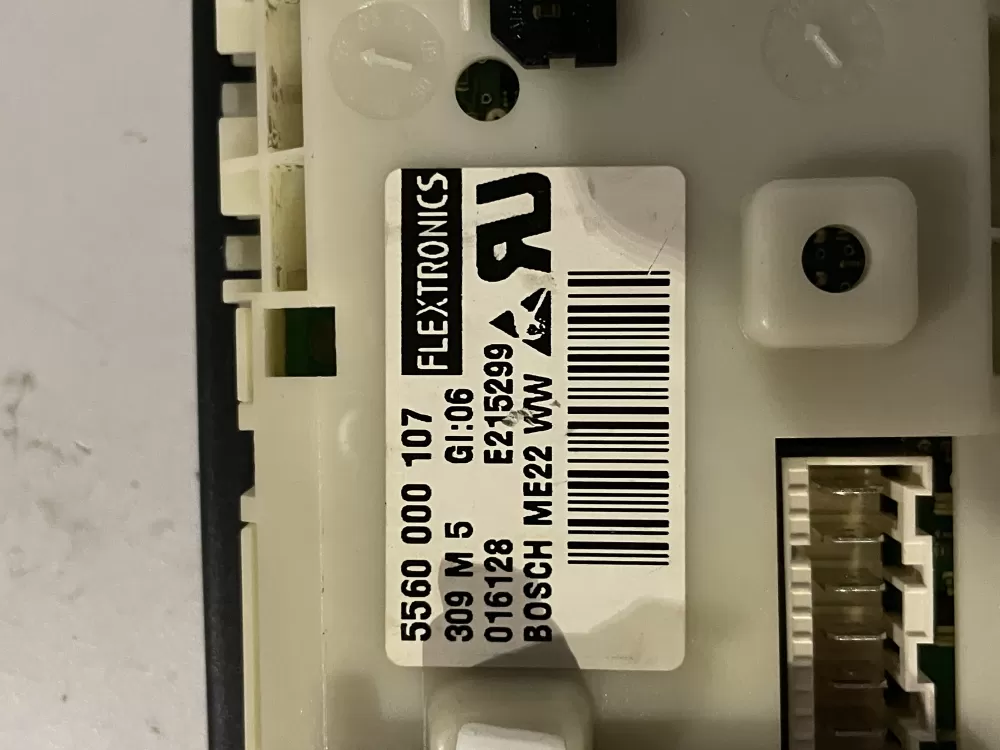 5560 000 107 FLEXTRONICS
309 M 5 GI:06
016128 E215299
BOSCH ME22 WW